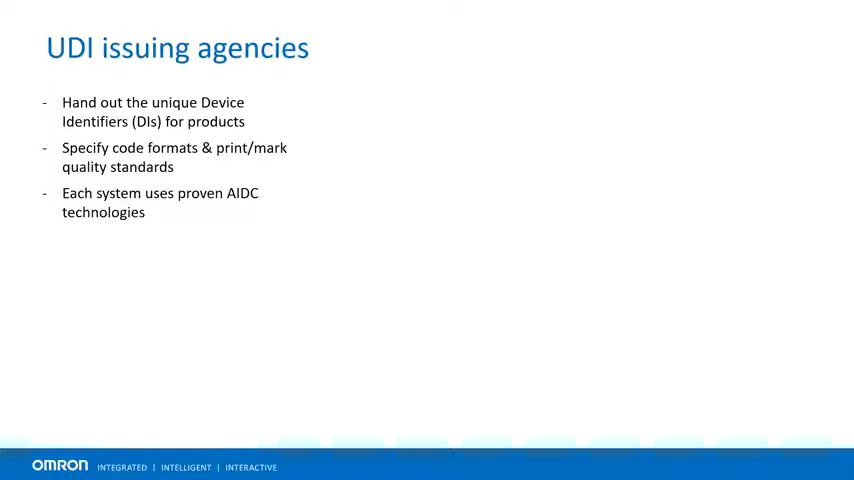 UDI issuing agencies
- Hand out the unique Device
Identifiers (DIs) for products
- Specify code formats & print/mark
quality standards
- Each system uses proven AIDC
technologies
OMRON INTEGRATED | INTELLIGENT | INTERACTIVE